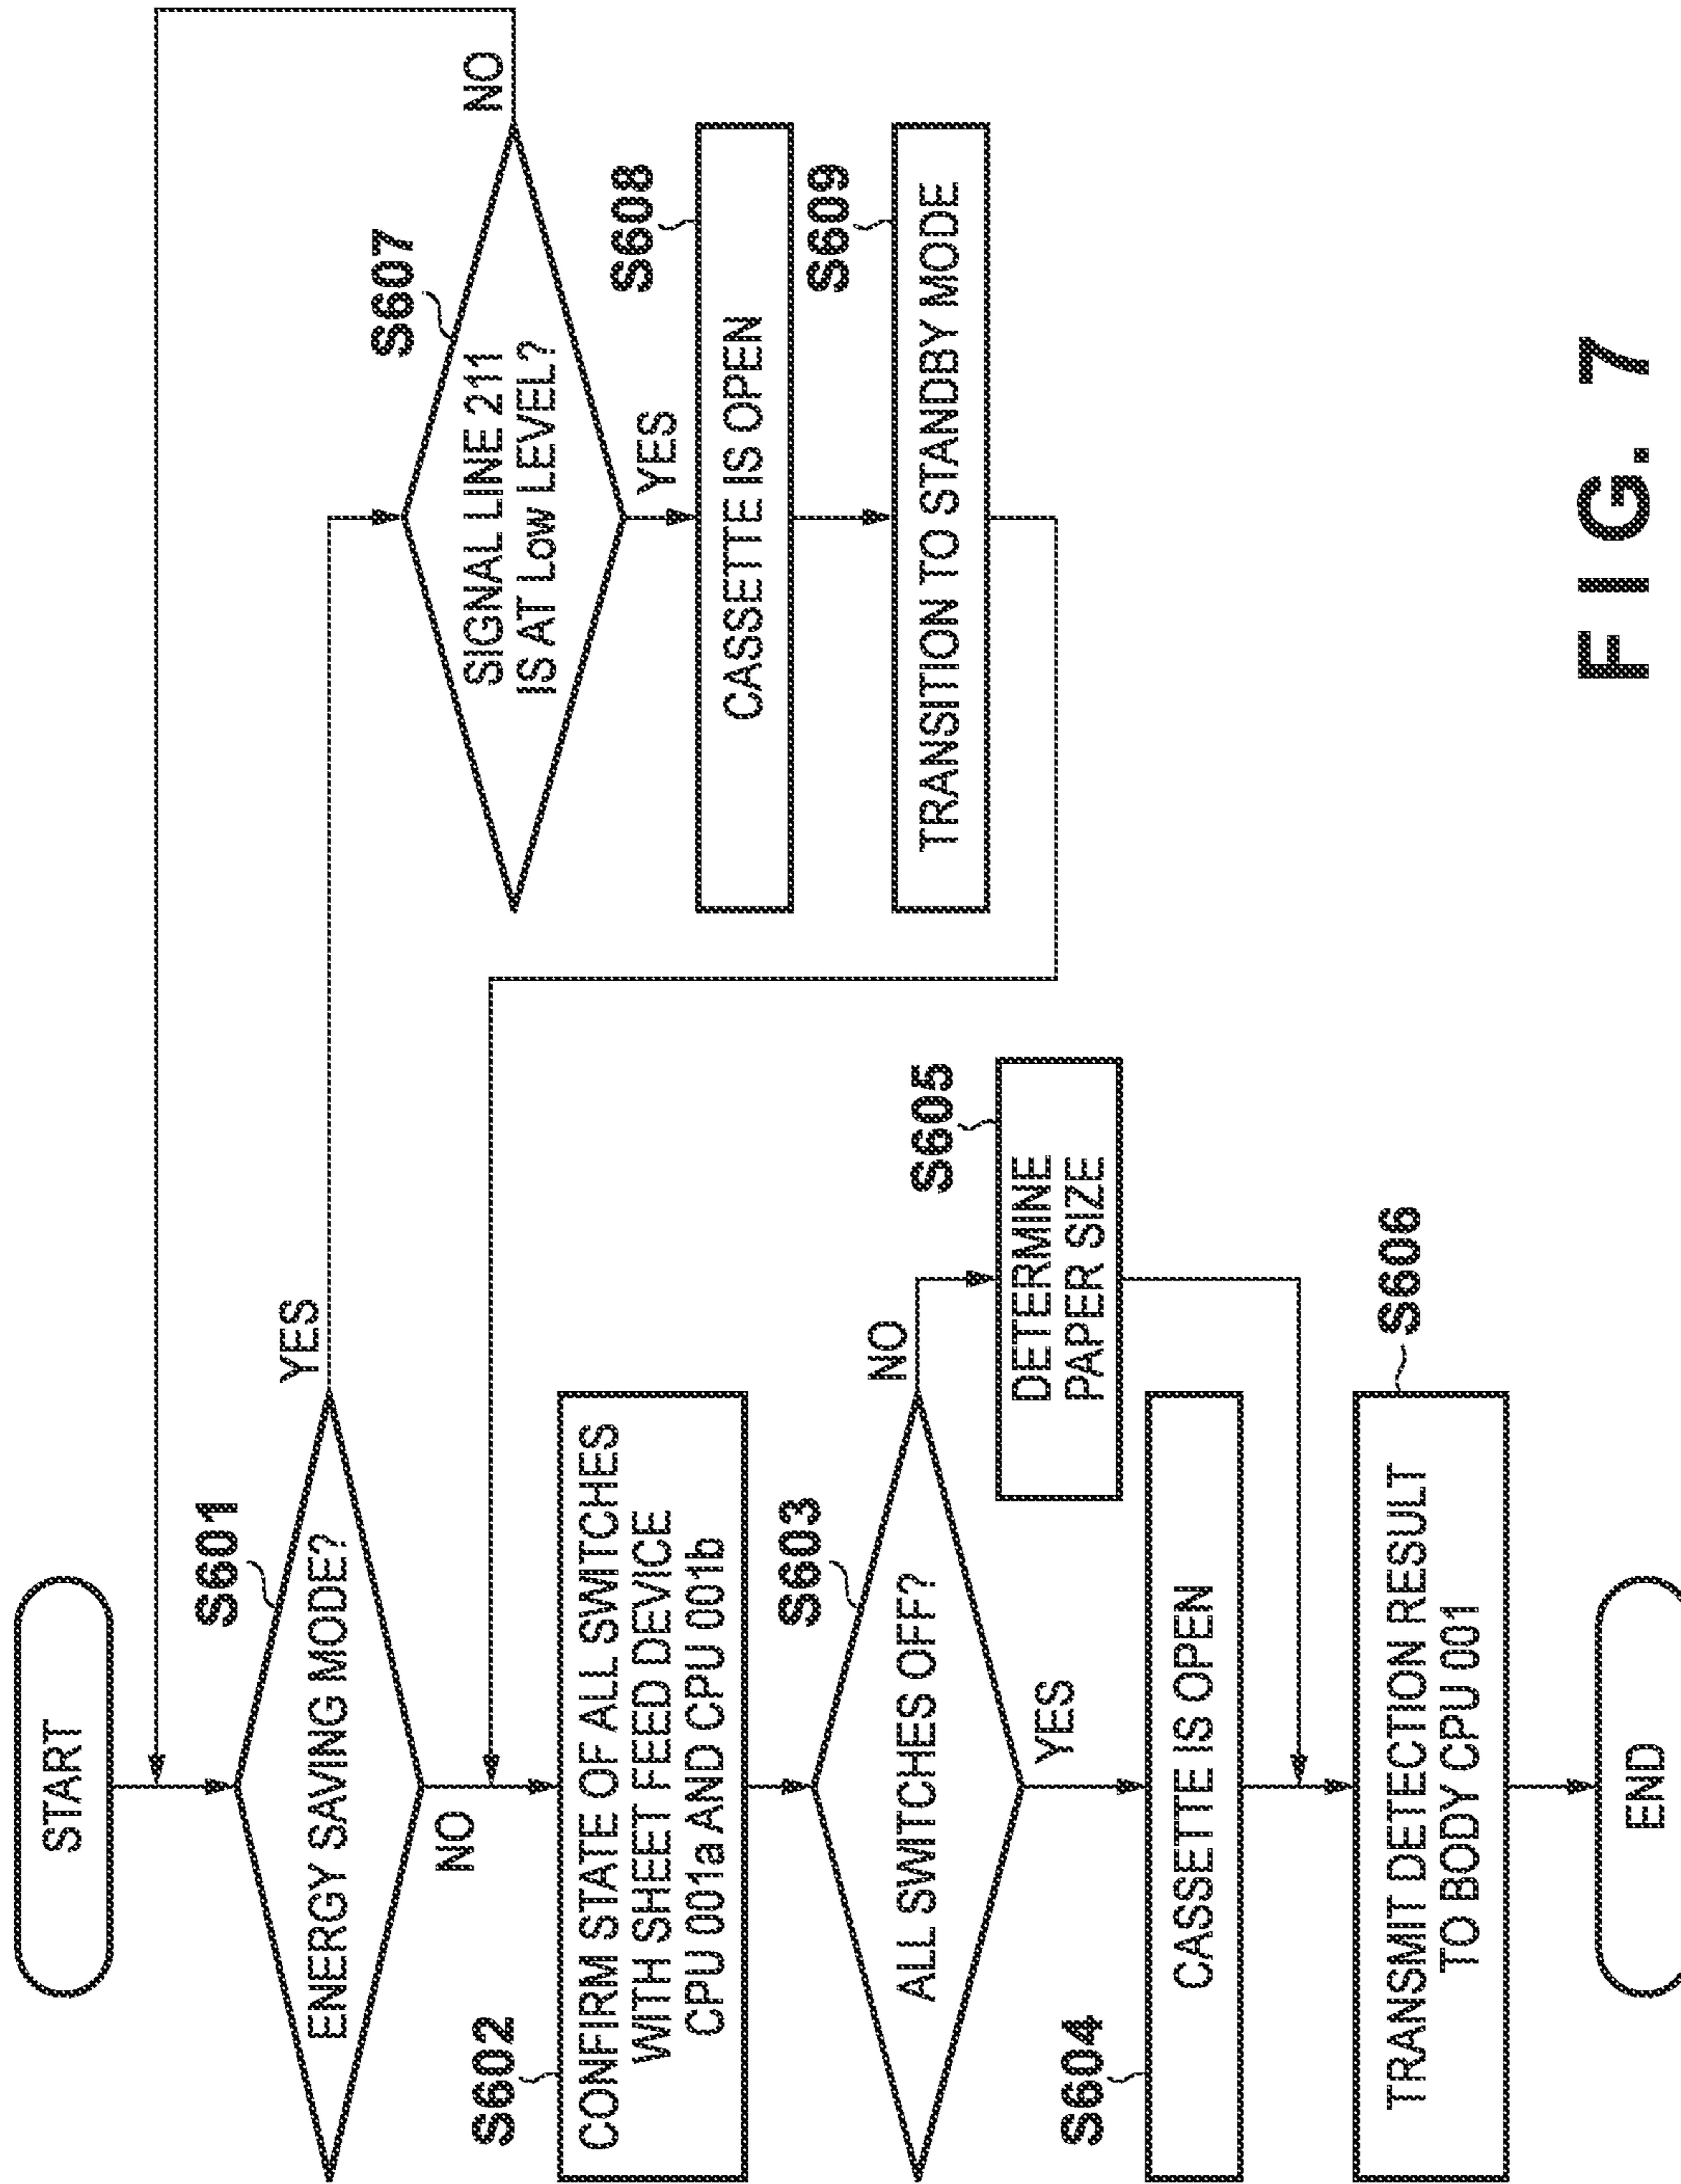 START
S601
ENERGY SAVING MODE?
YES
NO
S602
CONFIRM STATE OF ALL SWITCHES
WITH SHEET FEED DEVICE
CPU 001a AND CPU 001b
S603
ALL SWITCHES OFF?
NO
YES
S605
DETERMINE
PAPER SIZE
S604
CASSETTE IS OPEN
S606
TRANSMIT DETECTION RESULT
TO BODY CPU 001
END
S607
SIGNAL LINE 211
IS AT Low LEVEL?
NO
YES
S608
CASSETTE IS OPEN
S609
TRANSITION TO STANDBY MODE
FIG. 7